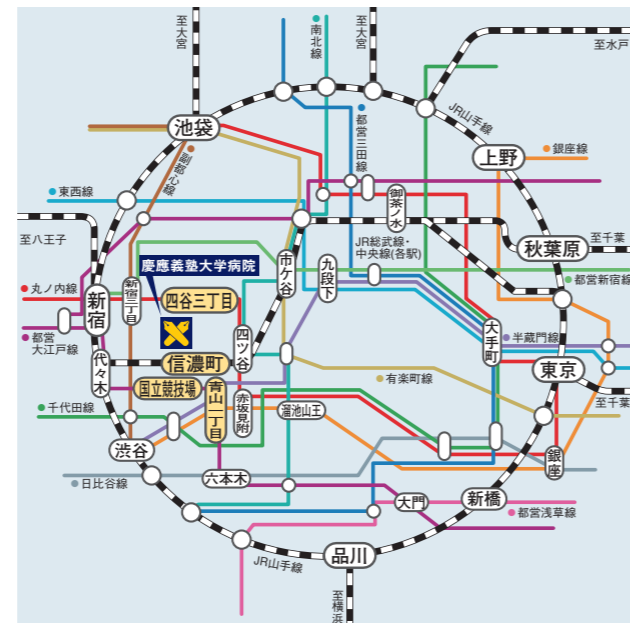 至大宮
●南北線
至大宮
至水戸
JR山手線
池袋
●都営三田線
上野
●銀座線
副都心線
●東西線
御茶ノ水
至八王子
JR総武線・
中央線(各駅)
秋葉原
至千葉
慶應義塾大学病院
市ケ谷
九段下
●都営新宿線
●丸ノ内線
新宿
新宿三丁目
四谷三丁目
●都営
大江戸線
四ツ谷
大手町
●半蔵門線
代々木
信濃町
東京
国立競技場
青山一丁目
●有楽町線
至千葉
●千代田線
赤坂見附
溜池山王
渋谷
銀座
●日比谷線
六本木
大門
新橋
●都営浅草線
品川
JR山手線
至横浜